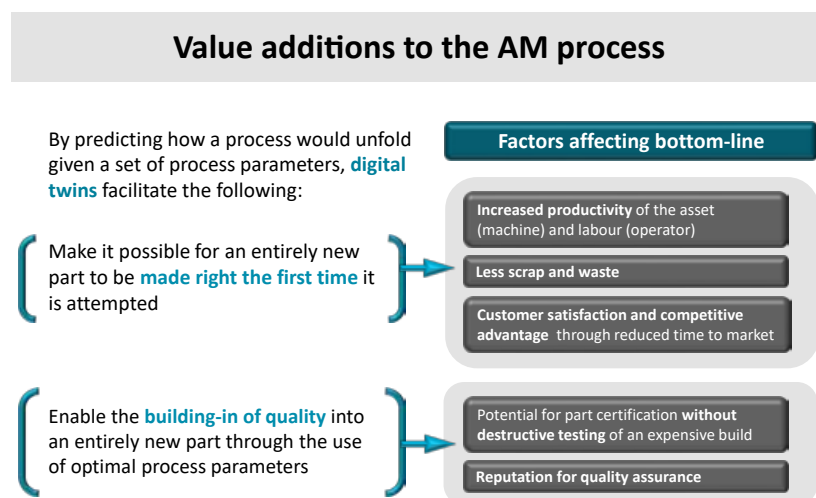 Value additions to the AM process
By predicting how a process would unfold
given a set of process parameters, digital
twins facilitate the following:
Make it possible for an entirely new
part to be made right the first time it
is attempted
Enable the building-in of quality into
an entirely new part through the use
of optimal process parameters
Factors affecting bottom-line
Increased productivity of the asset
(machine) and labour (operator)
Less scrap and waste
Customer satisfaction and competitive
advantage through reduced time to market
Potential for part certification without
destructive testing of an expensive build
Reputation for quality assurance